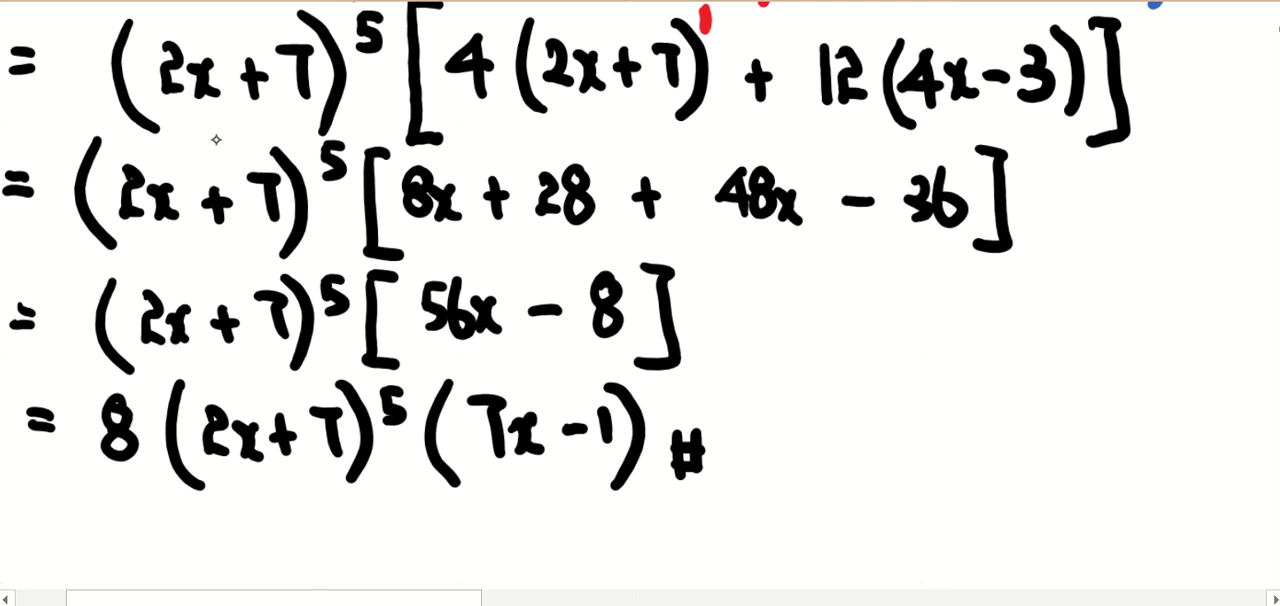 = (2x + 7)^5 [4(2x + 7)^1 + 12(4x - 3)]
= (2x + 7)^5 [8x + 28 + 48x - 36]
= (2x + 7)^5 [56x - 8]
= 8(2x + 7)^5 (7x - 1) #